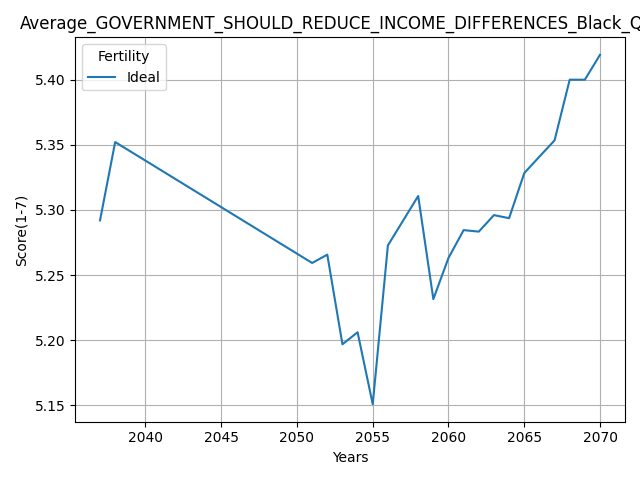 Average_GOVERNMENT_SHOULD_REDUCE_INCOME_DIFFERENCES_Black_Q
Fertility
Ideal
5.40
5.35
5.30
5.25
5.20
5.15
Score(1-7)
2040 2045 2050 2055 2060 2065 2070
Years